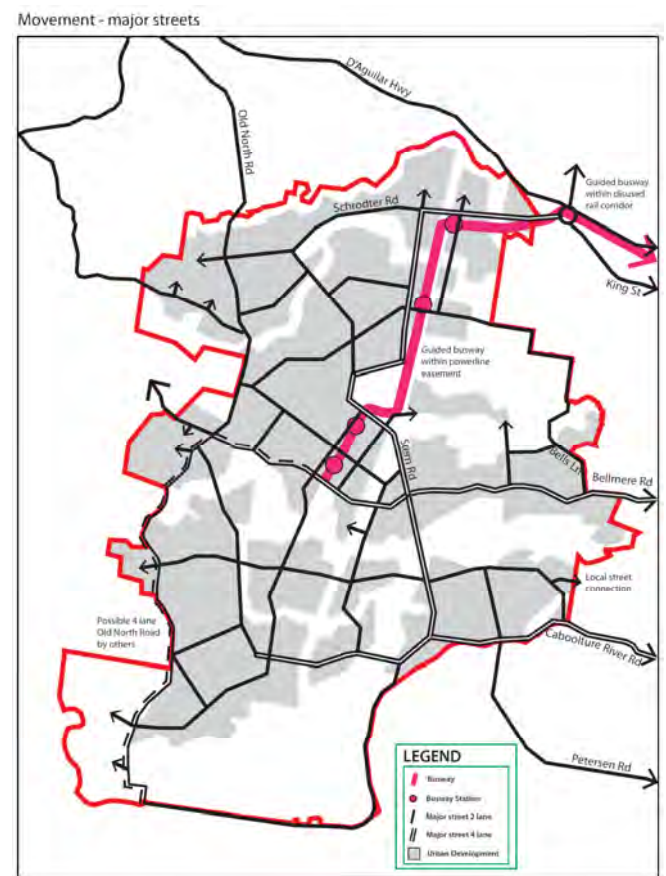 Movement - major streets
D'Aguilar Hwy
Old North Rd
Guided busway
within disused
rail corridor
Schrodter Rd
King St
Guided busway
within powerline
easement
Bells Ln
Bellmere Rd
Local street
connection
Possible 4 lane
Old North Road
by others
Caboolture River Rd
Petersen Rd
LEGEND
Busway
Busway Station
Major street 2 lane
Major street 4 lane
Urban Development